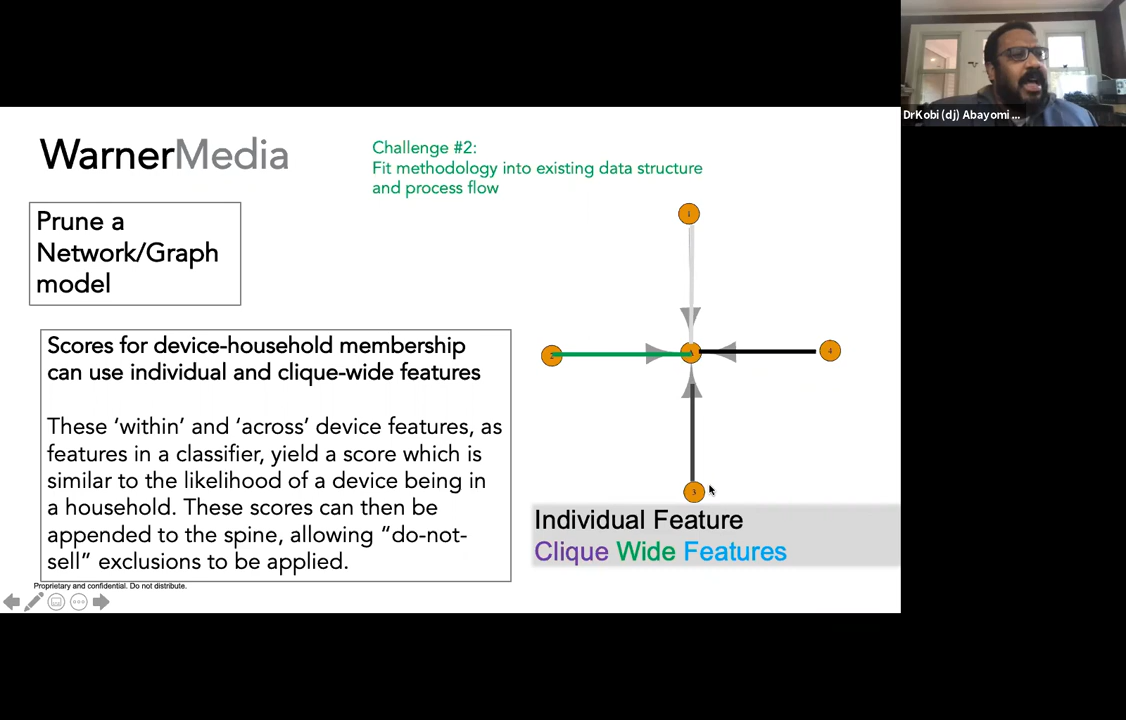 WarnerMedia
Challenge #2:
Fit methodology into existing data structure
and process flow
DrKobi (dj) Abayomi ...
Prune a
Network/Graph
model
1
2
4
3
Scores for device-household membership
can use individual and clique-wide features
These ‘within’ and ‘across’ device features, as
features in a classifier, yield a score which is
similar to the likelihood of a device being in
a household. These scores can then be
appended to the spine, allowing “do-not-
sell” exclusions to be applied.
Individual Feature
Clique Wide Features
Proprietary and confidential. Do not distribute.